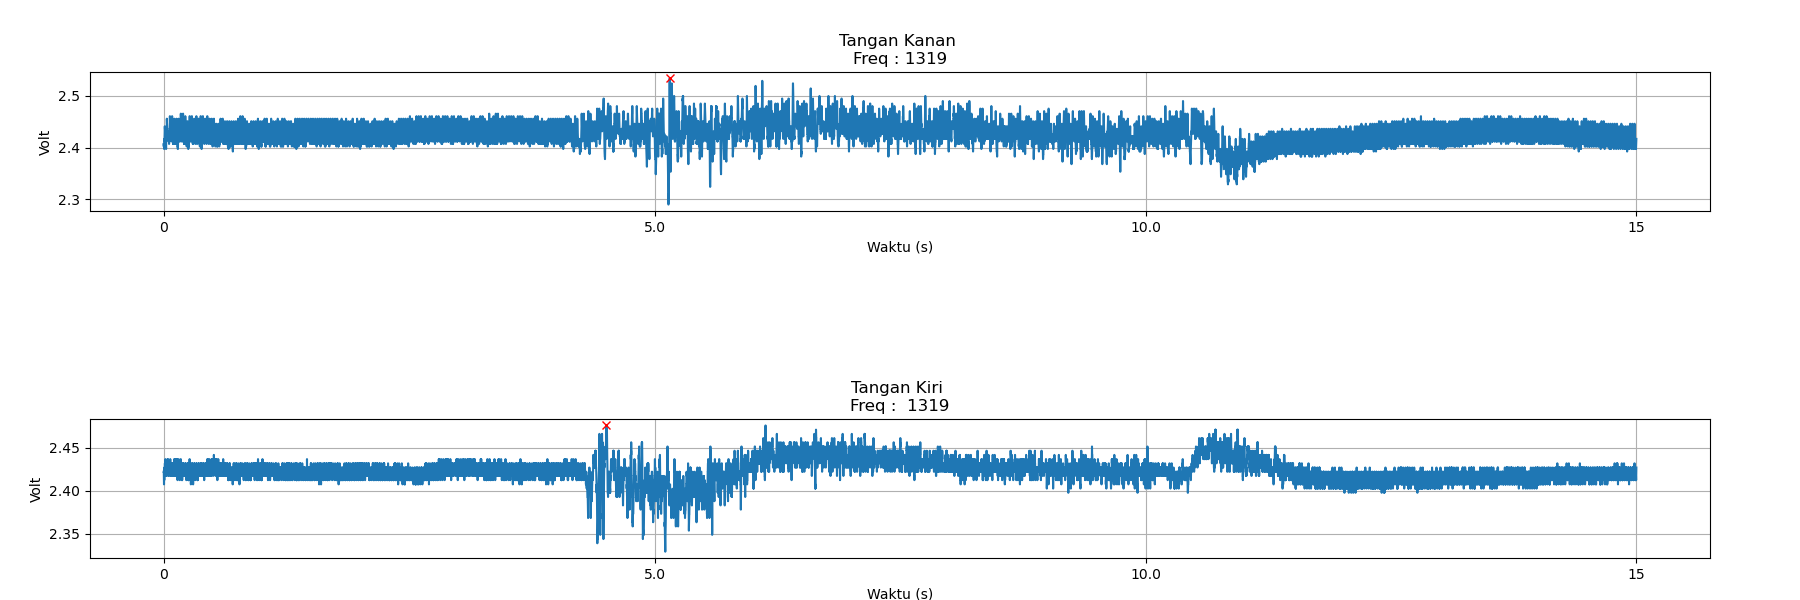 Tangan Kanan
Freq : 1319
2.5
2.4
2.3
Volt
0 5.0 10.0 15
Waktu (s)
Tangan Kiri
Freq :  1319
2.45
2.40
2.35
Volt
0 5.0 10.0 15
Waktu (s)